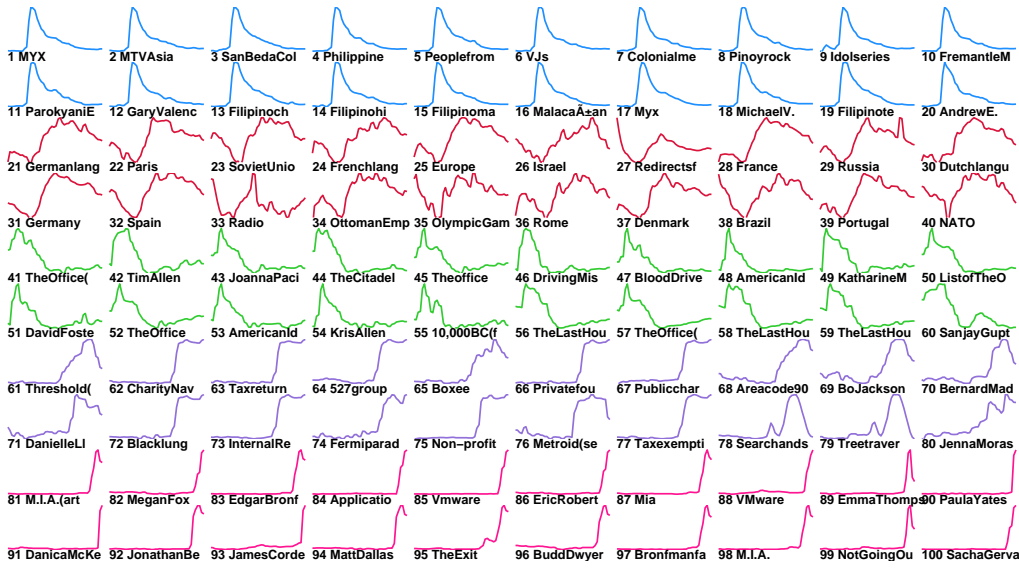 1 MYX 2 MTVAsia 3 SanBedaCol 4 Philippine 5 Peoplefrom 6 VJs 7 ColonialMe 8 Pinoyrock 9 Idolseries 10 FremantleM
11 ParokyaniE 12 GaryValenc 13 Filipinoch 14 Filipinohi 15 Filipinoma 16 MalacaÃ±an 17 Myx 18 MichaelV. 19 Filipinote 20 AndrewE.
21 Germanlang 22 Paris 23 SovietUnio 24 Frenchlang 25 Europe 26 Israel 27 Redirectsf 28 France 29 Russia 30 Dutchlangu
31 Germany 32 Spain 33 Radio 34 OttomanEmp 35 OlympicGam 36 Rome 37 Denmark 38 Brazil 39 Portugal 40 NATO
41 TheOffice( 42 TimAllen 43 JoannaPaci 44 TheCitadel 45 Theoffice 46 DrivingMis 47 BloodDrive 48 AmericanId 49 KatharineM 50 ListofTheO
51 DavidFoste 52 TheOffice 53 AmericanId 54 KrisAllen 55 10,000BC(f 56 TheLastHou 57 TheOffice( 58 TheLastHou 59 TheLastHou 60 SanjayGupt
61 Threshold( 62 CharityNav 63 Taxreturn 64 527group 65 Boxee 66 Privatefou 67 Publicchar 68 Areacode90 69 BoJackson 70 BernardMad
71 DanielleLl 72 Blacklung 73 InternalRe 74 Fermiparad 75 Non−profit 76 Metroid(se 77 Taxexempti 78 Searchands 79 Treetraver 80 JennaMoras
81 M.I.A.(art 82 MeganFox 83 EdgarBronf 84 Applicatio 85 Vmware 86 EricRobert 87 Mia 88 VMware 89 EmmaThomps 90 PaulaYates
91 DanicaMcKe 92 JonathanBe 93 JamesCorde 94 MattDallas 95 TheExit 96 BuddDwyer 97 Bronfmanfa 98 M.I.A. 99 NotGoingOu 100 SachaGerva